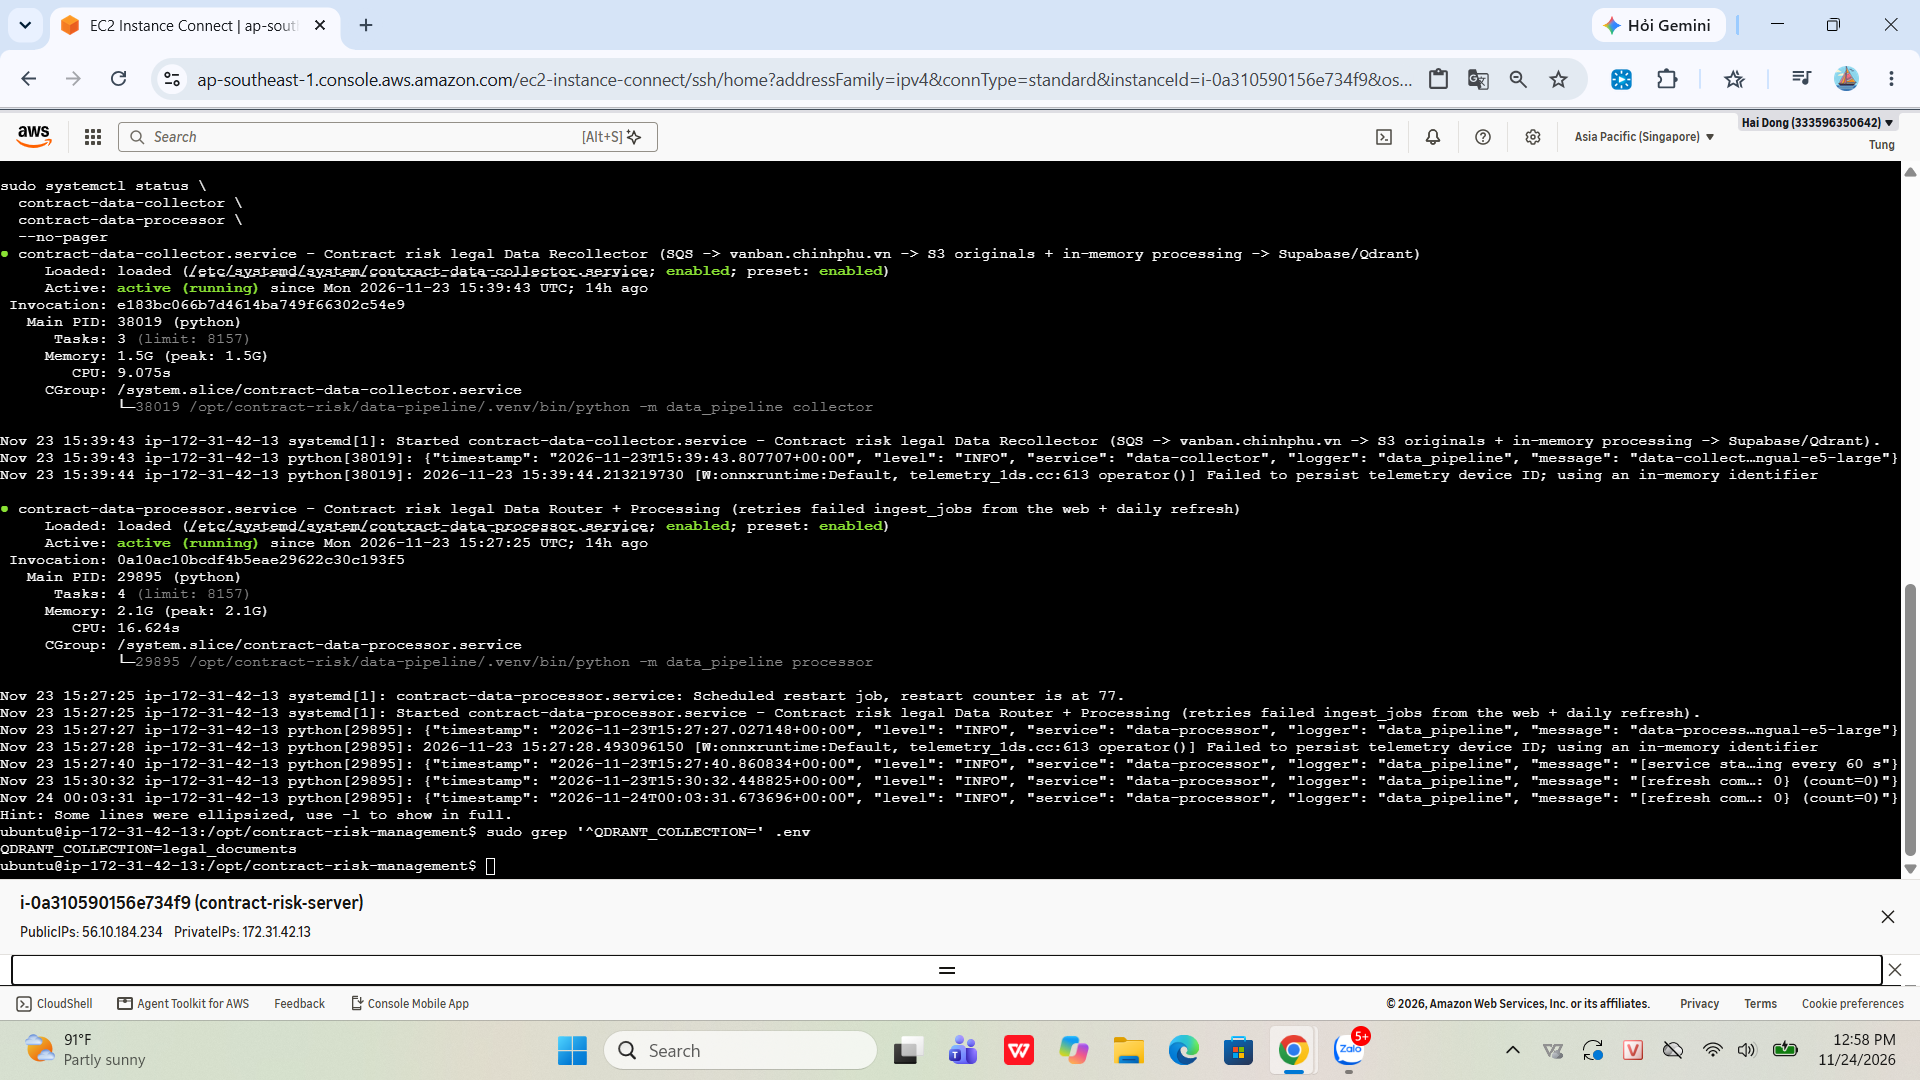 EC2 Instance Connect | ap-sout
Hỏi Gemini
ap-southeast-1.console.aws.amazon.com/ec2-instance-connect/ssh/home?addressFamily=ipv4&connType=standard&instanceId=i-0a310590156e734f9&os...
aws
Search
[Alt+S]
Asia Pacific (Singapore)
Hai Dong (333596350642)
Tung
sudo systemctl status \
  contract-data-collector \
  contract-data-processor \
  --no-pager
● contract-data-collector.service - Contract risk legal Data Recollector (SQS -> vanban.chinhphu.vn -> S3 originals + in-memory processing -> Supabase/Qdrant)
     Loaded: loaded (/etc/systemd/system/contract-data-collector.service; enabled; preset: enabled)
     Active: active (running) since Mon 2026-11-23 15:39:43 UTC; 14h ago
 Invocation: e183bc066b7d4614ba749f66302c54e9
   Main PID: 38019 (python)
      Tasks: 3 (limit: 8157)
     Memory: 1.5G (peak: 1.5G)
        CPU: 9.075s
     CGroup: /system.slice/contract-data-collector.service
             └─38019 /opt/contract-risk/data-pipeline/.venv/bin/python -m data_pipeline collector
Nov 23 15:39:43 ip-172-31-42-13 systemd[1]: Started contract-data-collector.service - Contract risk legal Data Recollector (SQS -> vanban.chinhphu.vn -> S3 originals + in-memory processing -> Supabase/Qdrant).
Nov 23 15:39:43 ip-172-31-42-13 python[38019]: {"timestamp": "2026-11-23T15:39:43.807707+00:00", "level": "INFO", "service": "data-collector", "logger": "data_pipeline", "message": "data-collect…ngual-e5-large"}
Nov 23 15:39:44 ip-172-31-42-13 python[38019]: 2026-11-23 15:39:44.213219730 [W:onnxruntime:Default, telemetry_1ds.cc:613 operator()] Failed to persist telemetry device ID; using an in-memory identifier
● contract-data-processor.service - Contract risk legal Data Router + Processing (retries failed ingest_jobs from the web + daily refresh)
     Loaded: loaded (/etc/systemd/system/contract-data-processor.service; enabled; preset: enabled)
     Active: active (running) since Mon 2026-11-23 15:27:25 UTC; 14h ago
 Invocation: 0a10ac10bcdf4b5eae29622c30c193f5
   Main PID: 29895 (python)
      Tasks: 4 (limit: 8157)
     Memory: 2.1G (peak: 2.1G)
        CPU: 16.624s
     CGroup: /system.slice/contract-data-processor.service
             └─29895 /opt/contract-risk/data-pipeline/.venv/bin/python -m data_pipeline processor
Nov 23 15:27:25 ip-172-31-42-13 systemd[1]: contract-data-processor.service: Scheduled restart job, restart counter is at 77.
Nov 23 15:27:25 ip-172-31-42-13 systemd[1]: Started contract-data-processor.service - Contract risk legal Data Router + Processing (retries failed ingest_jobs from the web + daily refresh).
Nov 23 15:27:27 ip-172-31-42-13 python[29895]: {"timestamp": "2026-11-23T15:27:27.027148+00:00", "level": "INFO", "service": "data-processor", "logger": "data_pipeline", "message": "data-process…ngual-e5-large"}
Nov 23 15:27:28 ip-172-31-42-13 python[29895]: 2026-11-23 15:27:28.493096150 [W:onnxruntime:Default, telemetry_1ds.cc:613 operator()] Failed to persist telemetry device ID; using an in-memory identifier
Nov 23 15:27:40 ip-172-31-42-13 python[29895]: {"timestamp": "2026-11-23T15:27:40.860834+00:00", "level": "INFO", "service": "data-processor", "logger": "data_pipeline", "message": "[service sta…ing every 60 s"}
Nov 23 15:30:32 ip-172-31-42-13 python[29895]: {"timestamp": "2026-11-23T15:30:32.448825+00:00", "level": "INFO", "service": "data-processor", "logger": "data_pipeline", "message": "[refresh com…: 0} (count=0)"}
Nov 24 00:03:31 ip-172-31-42-13 python[29895]: {"timestamp": "2026-11-24T00:03:31.673696+00:00", "level": "INFO", "service": "data-processor", "logger": "data_pipeline", "message": "[refresh com…: 0} (count=0)"}
Hint: Some lines were ellipsized, use -l to show in full.
ubuntu@ip-172-31-42-13:/opt/contract-risk-management$ sudo grep '^QDRANT_COLLECTION=' .env
QDRANT_COLLECTION=legal_documents
ubuntu@ip-172-31-42-13:/opt/contract-risk-management$
i-0a310590156e734f9 (contract-risk-server)
PublicIPs: 56.10.184.234 PrivateIPs: 172.31.42.13
CloudShell
Agent Toolkit for AWS
Feedback
Console Mobile App
© 2026, Amazon Web Services, Inc. or its affiliates.
Privacy
Terms
Cookie preferences
91°F
Partly sunny
Search
Zalo
5+
12:58 PM
11/24/2026